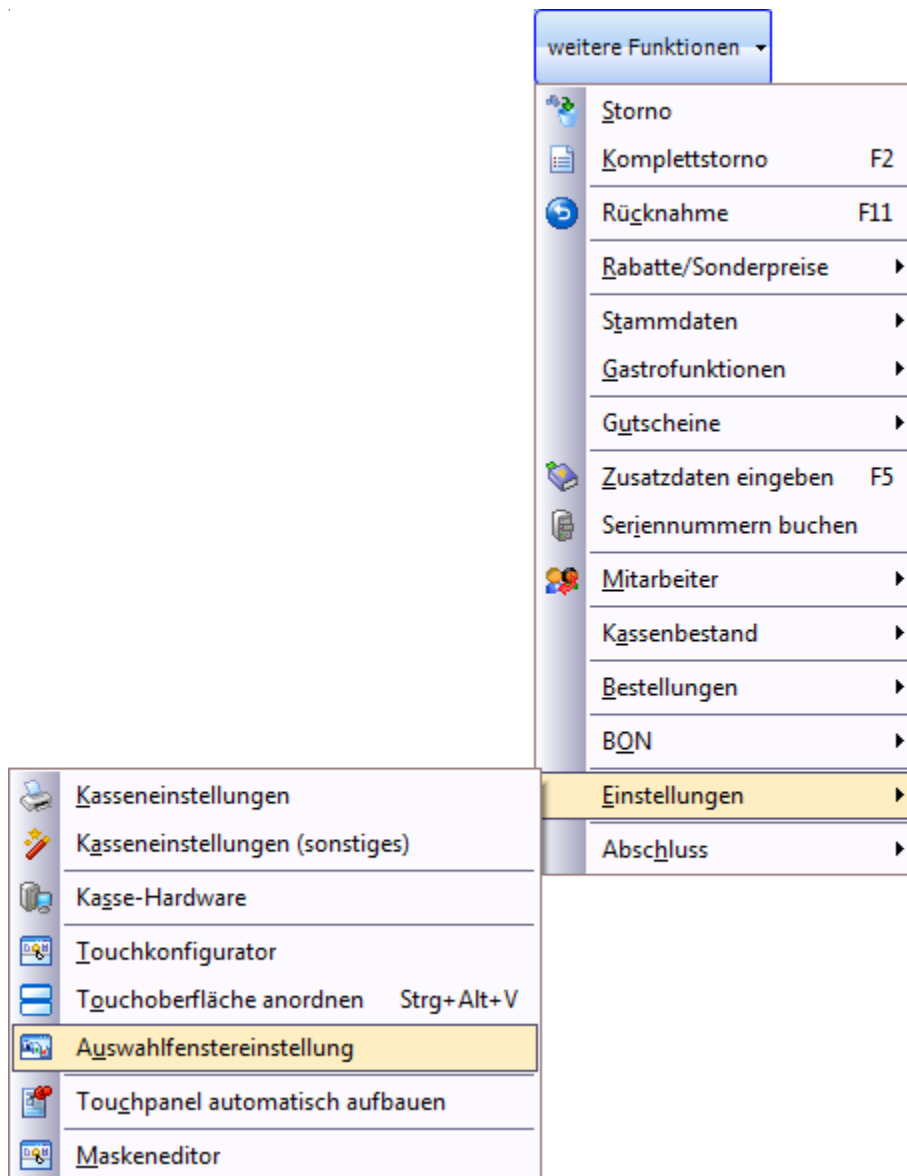 weitere Funktionen
Storno
Komplettstorno F2
Rücknahme F11
Rabatte/Sonderpreise
Stammdaten
Gastrofunktionen
Gutscheine
Zusatzdaten eingeben F5
Seriennummern buchen
Mitarbeiter
Kassenbestand
Bestellungen
BON
Einstellungen
Abschluss
Kasseneinstellungen
Kasseneinstellungen (sonstiges)
Kasse-Hardware
Touchkonfigurator
Touchoberfläche anordnen Strg+Alt+V
Auswahlfenstereinstellung
Touchpanel automatisch aufbauen
Maskeneditor